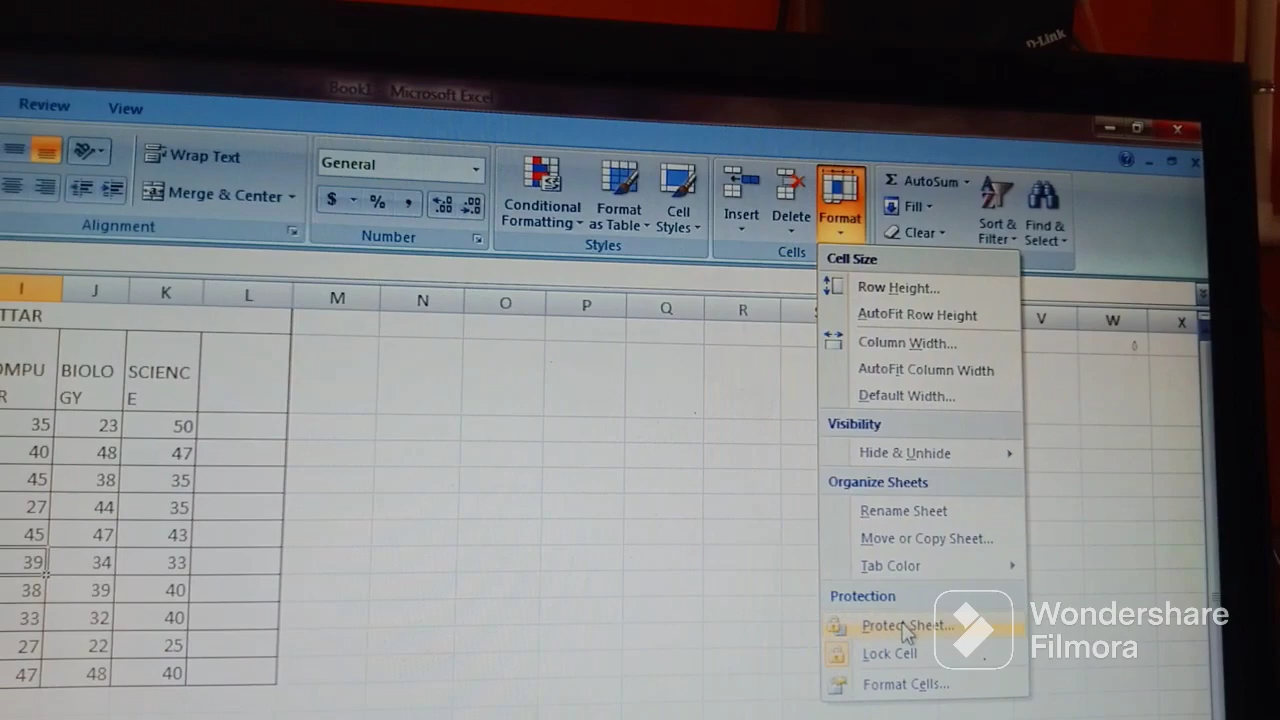 D-Link
Book1 Microsoft Excel
Review View
Wrap Text
General
AutoSum
Merge & Center
$ % ,
Conditional
Formatting
Format
as Table
Cell
Styles
Insert
Delete
Format
Fill
Clear
Sort &
Filter
Find &
Select
Alignment
Number
Styles
Cells
Cell Size
Row Height...
AutoFit Row Height
Column Width...
AutoFit Column Width
Default Width...
Visibility
Hide & Unhide
Organize Sheets
Rename Sheet
Move or Copy Sheet...
Tab Color
Protection
Protect Sheet...
Lock Cell
Format Cells...
I J K L M N O P Q R V W X
TTAR
OMPU
R
BIOLO
GY
SCIENC
E
35 23 50
40 48 47
45 38 35
27 44 35
45 47 43
39 34 33
38 39 40
33 32 40
27 22 25
47 48 40
Wondershare
Filmora